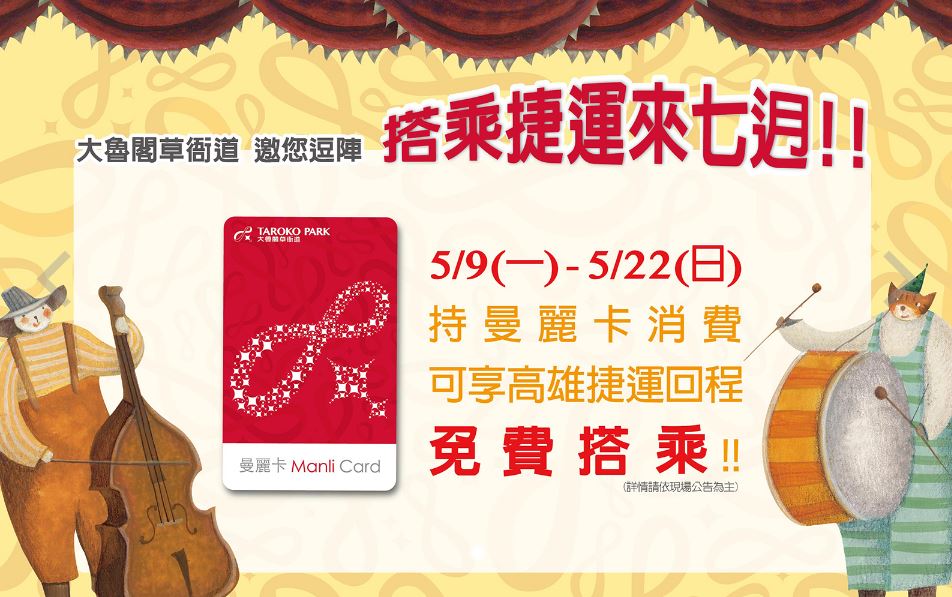 大魯閣草衙道 邀您逗陣 搭乘捷運來七迌!!
TAROKO PARK
大魯閣草衙道
曼麗卡 Manli Card
5/9(一) - 5/22(日)
持曼麗卡消費
可享高雄捷運回程
免費搭乘!!
(詳情請依現場公告為主)